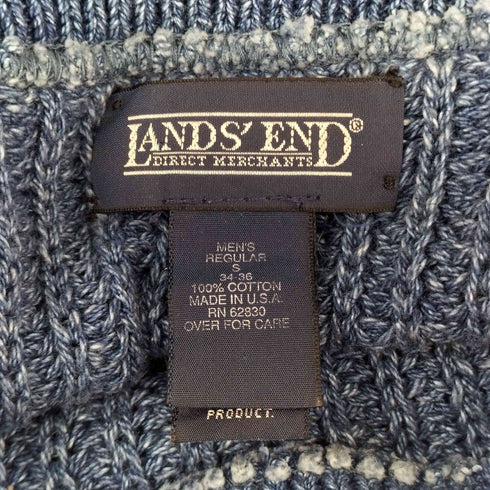 LANDS' END®
DIRECT MERCHANTS
MEN'S
REGULAR
S
34-36
100% COTTON
MADE IN U.S.A.
RN 62830
OVER FOR CARE
PRODUCT.